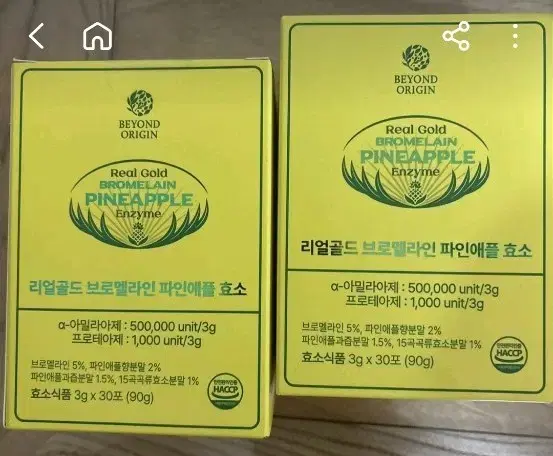 BEYOND
ORIGIN
Real Gold
BROMELAIN
PINEAPPLE
Enzyme
리얼골드 브로멜라인 파인애플 효소
α-아밀라아제 : 500,000 unit/3g
프로테아제 : 1,000 unit/3g
브로멜라인 5%, 파인애플향분말 2%
파인애플과즙분말 1.5%, 15곡곡류효소분말 1%
효소식품 3g x 30포 (90g)
HACCP
BEYOND
ORIGIN
Real Gold
BROMELAIN
PINEAPPLE
Enzyme
리얼골드 브로멜라인 파인애플 효소
α-아밀라아제 : 500,000 unit/3g
프로테아제 : 1,000 unit/3g
브로멜라인 5%, 파인애플향분말 2%
파인애플과즙분말 1.5%, 15곡곡류효소분말 1%
효소식품 3g x 30포 (90g)
HACCP